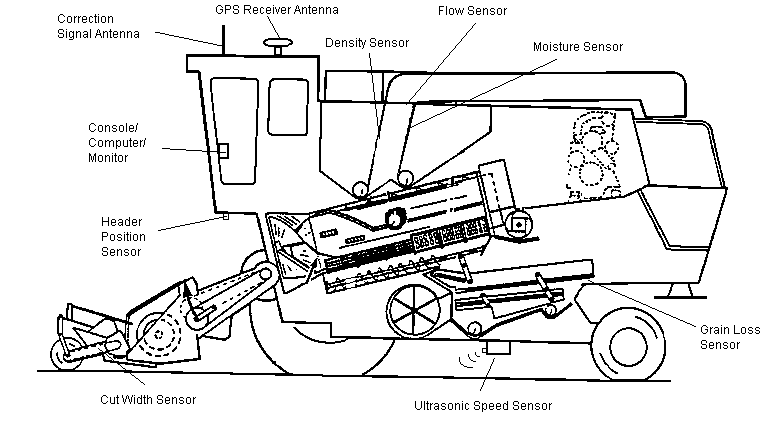 Correction
Signal Antenna
GPS Receiver Antenna
Flow Sensor
Density Sensor
Moisture Sensor
Console/
Computer/
Monitor
Header
Position
Sensor
Grain Loss
Sensor
Cut Width Sensor
Ultrasonic Speed Sensor